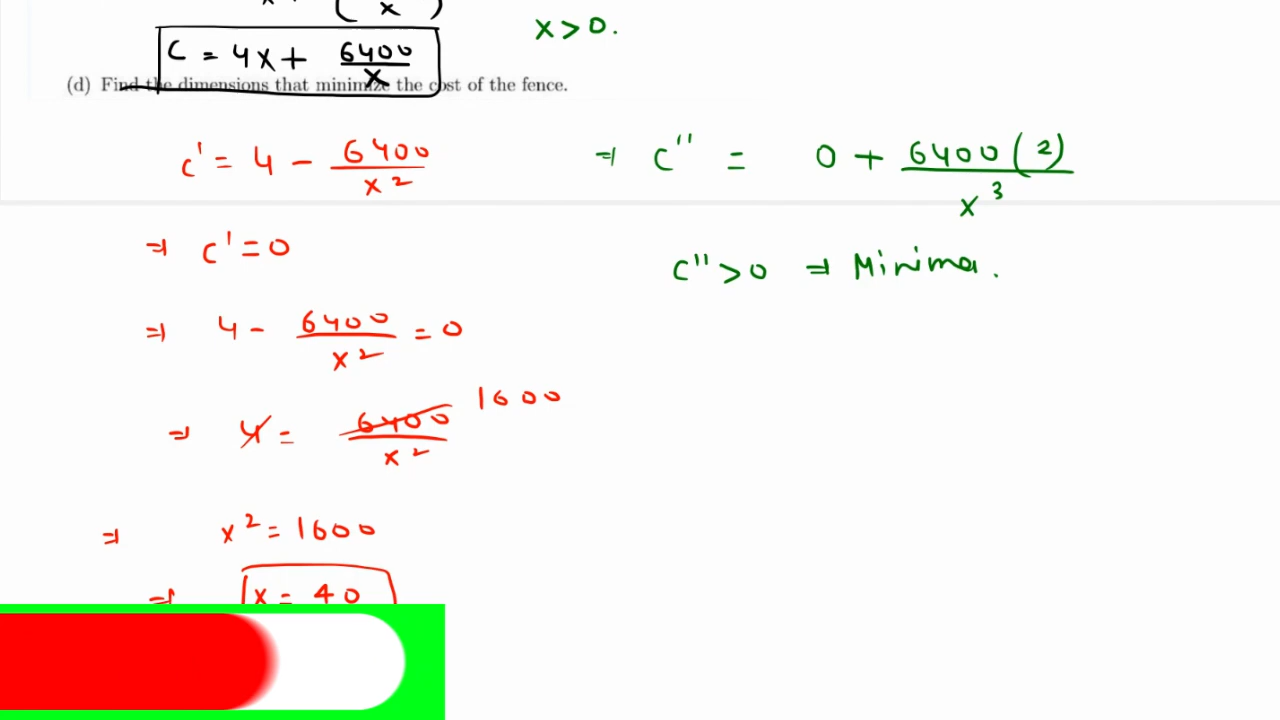 x (x)
C = 4x + 6400/x
x > 0.
(d) Find the dimensions that minimize the cost of the fence.
c' = 4 - 6400/x²
⇒ c'' = 0 + 6400(2)/x³
⇒ c' = 0
c'' > 0 ⇒ Minima.
⇒ 4 - 6400/x² = 0
⇒ 4 = 6400/x² 1600
⇒ x² = 1600
⇒ x = 40